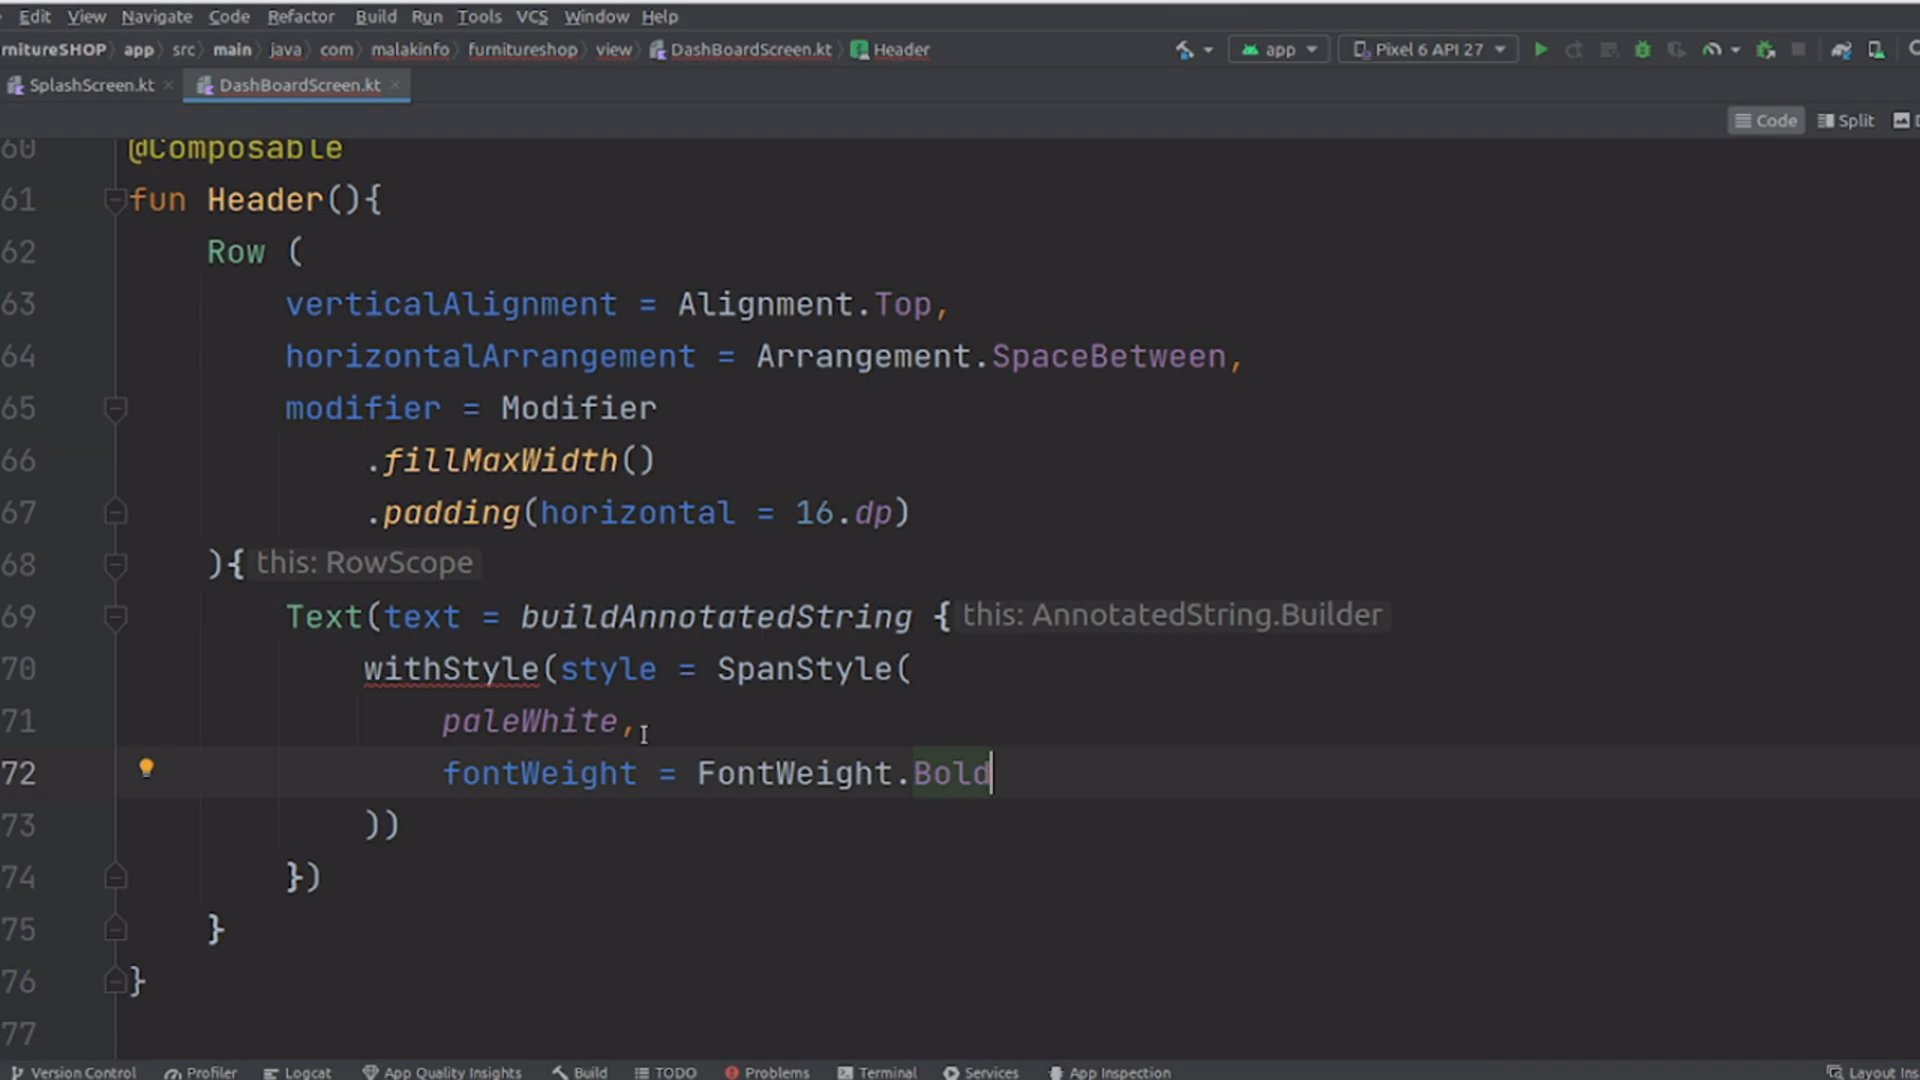 Edit View Navigate Code Refactor Build Run Tools VCS Window Help
rnitureSHOP app src main java com malakinfo furnitureshop view DashBoardScreen.kt Header app Pixel 6 API 27
SplashScreen.kt DashBoardScreen.kt
Code Split
60 @Composable
61 fun Header(){
62 Row (
63 verticalAlignment = Alignment.Top,
64 horizontalArrangement = Arrangement.SpaceBetween,
65 modifier = Modifier
66 .fillMaxWidth()
67 .padding(horizontal = 16.dp)
68 ){ this: RowScope
69 Text(text = buildAnnotatedString { this: AnnotatedString.Builder
70 withStyle(style = SpanStyle(
71 paleWhite,
72 fontWeight = FontWeight.Bold
73 ))
74 })
75 }
76 }
77
Version Control Profiler Logcat App Quality Insights Build TODO Problems Terminal Services App Inspection Layout Ins